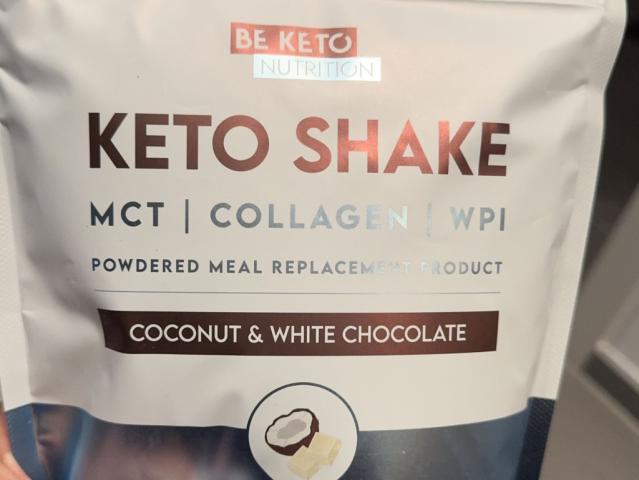 BE KETO
NUTRITION
KETO SHAKE
MCT | COLLAGEN | WPI
POWDERED MEAL REPLACEMENT PRODUCT
COCONUT & WHITE CHOCOLATE